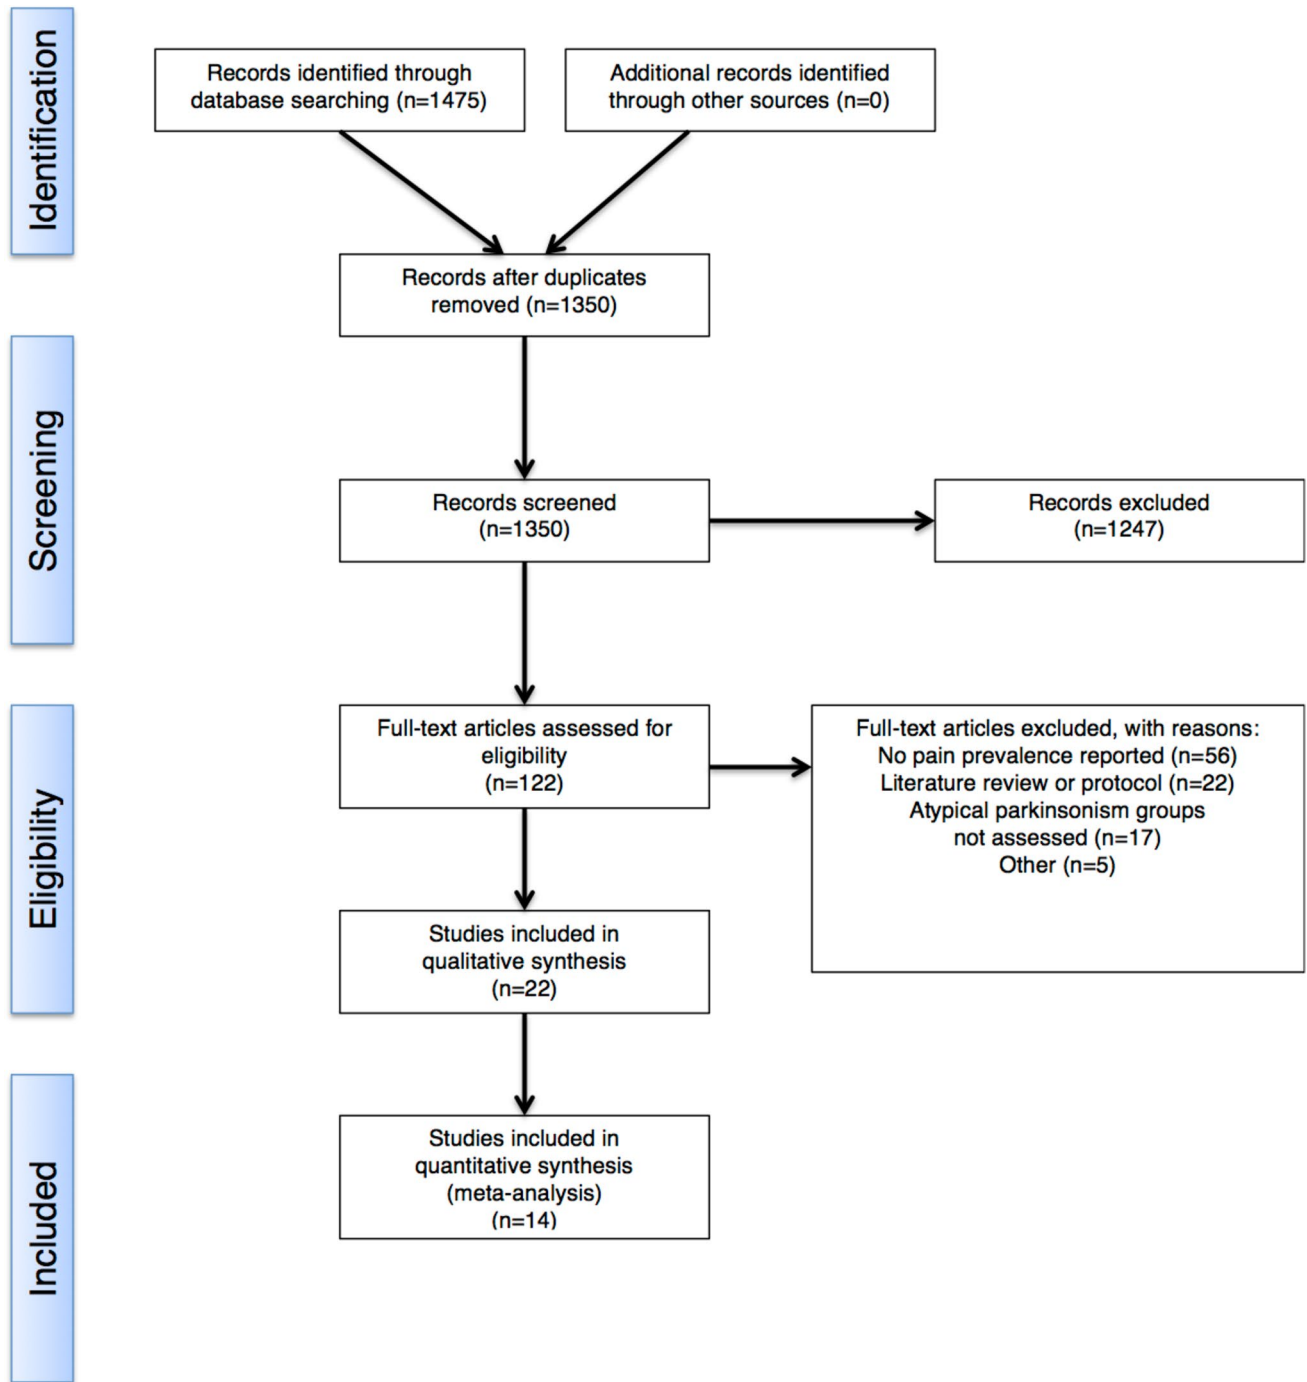 Identification
Records identified through
database searching (n=1475)
Additional records identified
through other sources (n=0)
Records after duplicates
removed (n=1350)
Screening
Records screened
(n=1350)
Records excluded
(n=1247)
Eligibility
Full-text articles assessed for
eligibility
(n=122)
Full-text articles excluded, with reasons:
No pain prevalence reported (n=56)
Literature review or protocol (n=22)
Atypical parkinsonism groups
not assessed (n=17)
Other (n=5)
Studies included in
qualitative synthesis
(n=22)
Included
Studies included in
quantitative synthesis
(meta-analysis)
(n=14)